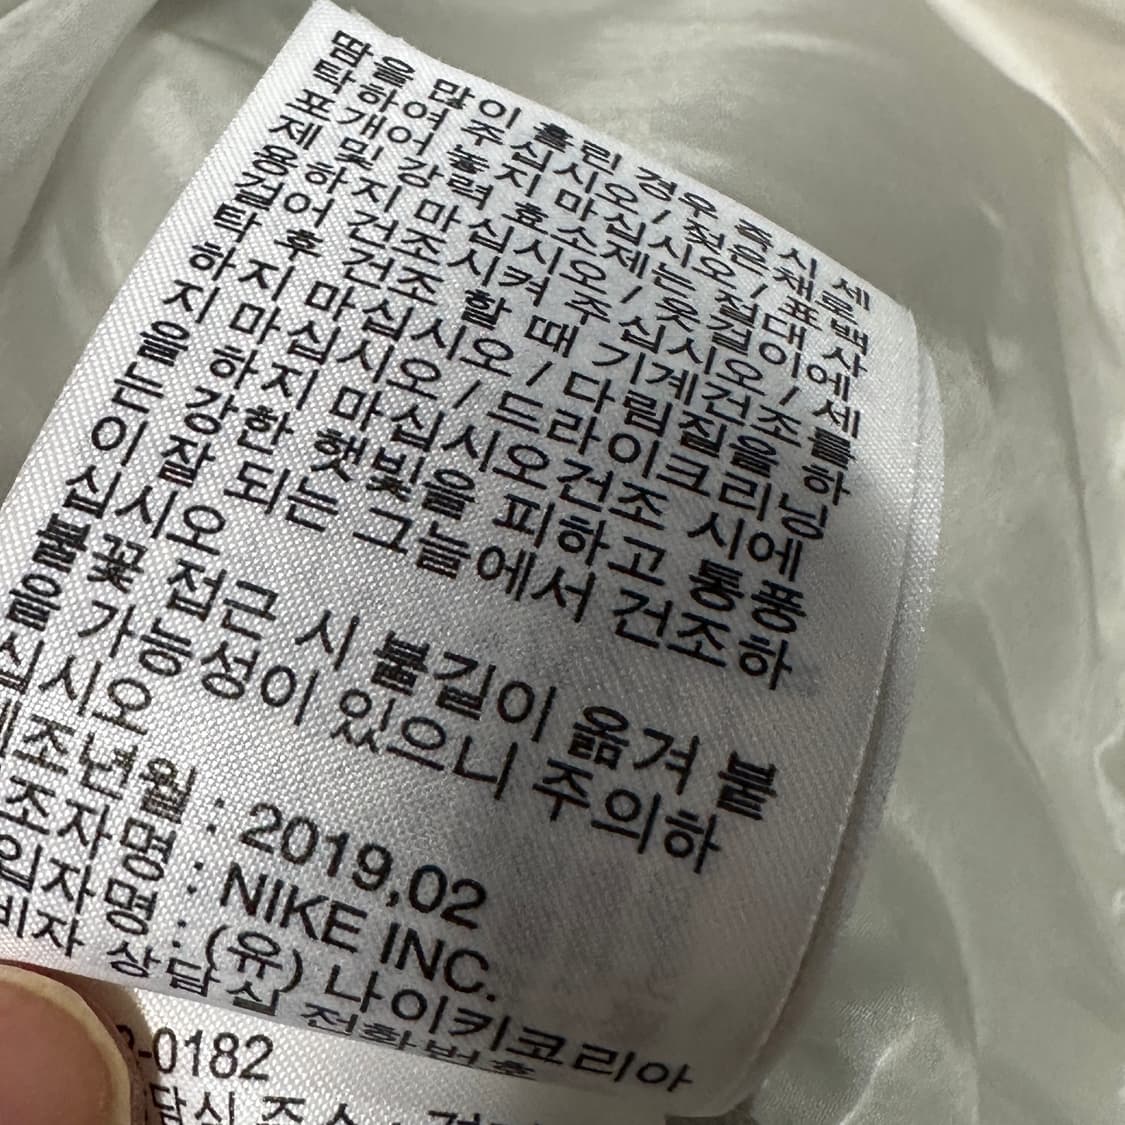 땀을 많이 흘린 경우 즉시 세
탁하여 주십시오 / 젖은채로
포개어 놓지 마십시오 / 표백
제 및 강력 효소제는 절대 사
용하지 마십시오 / 옷걸이에
걸어 건조시켜 주십시오 / 세
탁 후 건조 할 때 기계건조를
하지 마십시오 / 다림질을 하
지 마십시오 / 드라이크리닝
을 하지 마십시오건조 시에
는 강한 햇빛을 피하고 통풍
이 잘 되는 그늘에서 건조하
십시오
불꽃 접근 시 불길이 옮겨 붙
을 가능성이 있으니 주의하
십시오
제조년월 : 2019,02
조자명 : NIKE INC.
입자명 : (유) 나이키코리아
비자 상담실 전화번호
-0182
담실 주소 :